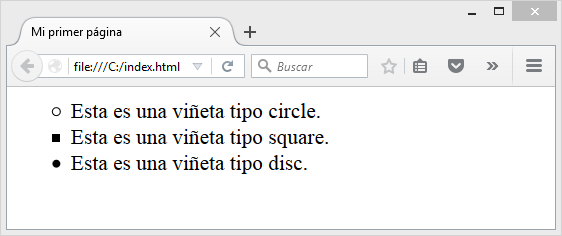 Mi primer página
file:///C:/index.html
Buscar
Esta es una viñeta tipo circle.
Esta es una viñeta tipo square.
Esta es una viñeta tipo disc.